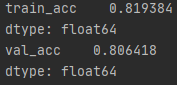 train_acc    0.819384
dtype: float64
val_acc    0.806418
dtype: float64